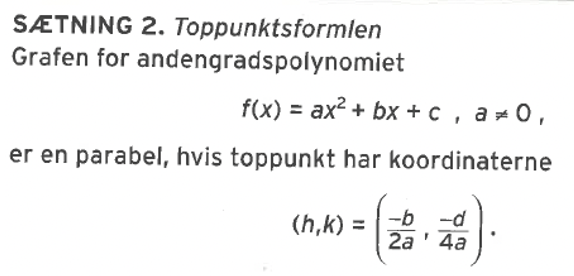 SÆTNING 2. Toppunktsformlen
Grafen for andengradspolynomiet
f(x) = ax² + bx + c , a ≠ 0 ,
er en parabel, hvis toppunkt har koordinaterne
(h,k) = (-b/2a , -d/4a) .